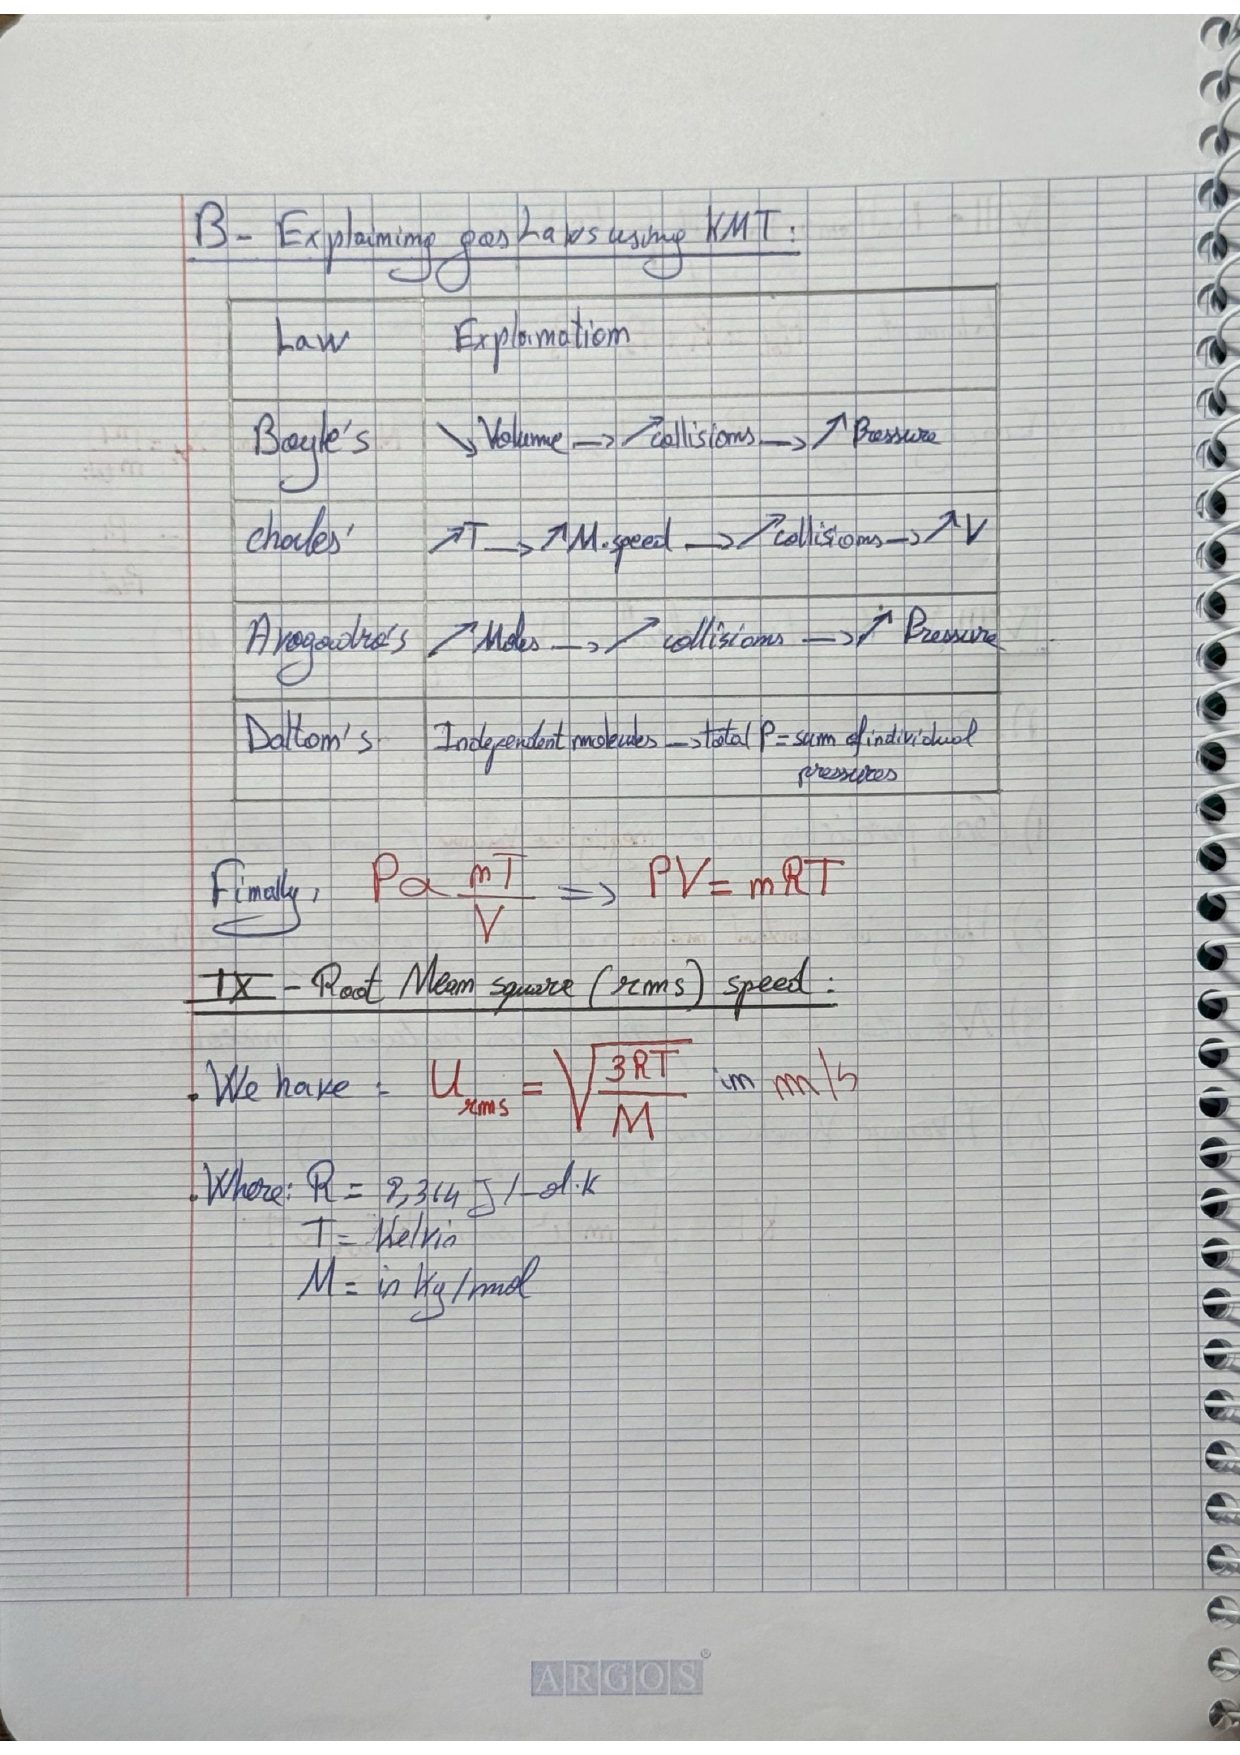 B- Explaining gas Laws using KMT:
Law Explanation
Boyle's ↘Volume → ↗collisions → ↗ Pressure
charles' ↗T → ↗M.speed → ↗collisions → ↗V
Avogadro's ↗Moles → ↗ collisions → ↗ Pressure
Dalton's Independent molecules → total P = sum of individual
pressures
Finally, P ∝ nT/V ⇒ PV = nRT
IX - Root Mean square (rms) speed:
. We have: U rms = √(3RT/M) in m/s
. Where: R = 8,314 J/mol.K
T = Kelvin
M = in Kg/mol
ARGOS®